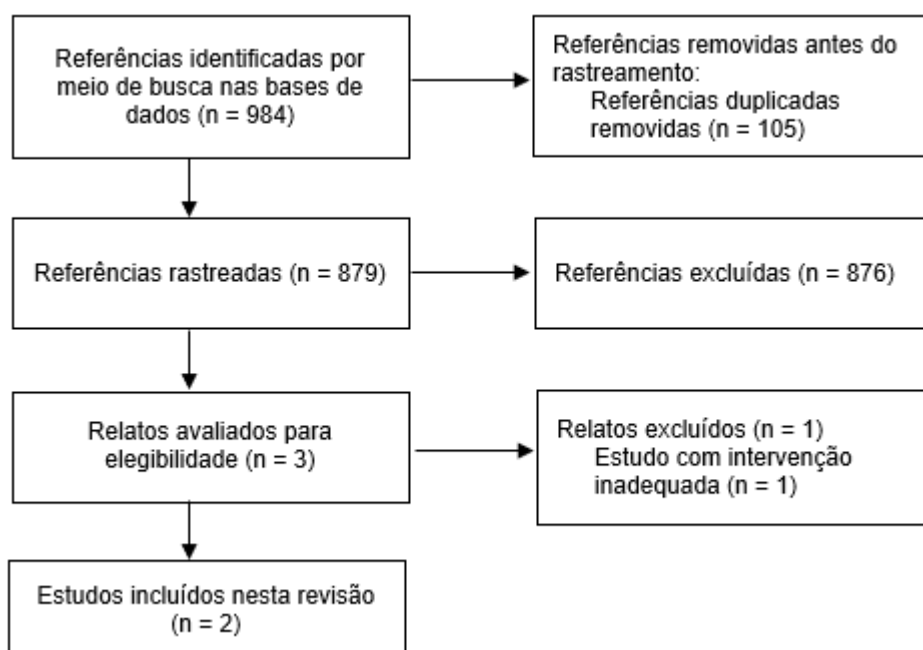 Referências identificadas por
meio de busca nas bases de
dados (n = 984)
Referências removidas antes do
rastreamento:
Referências duplicadas
removidas (n = 105)
Referências rastreadas (n = 879)
Referências excluídas (n = 876)
Relatos avaliados para
elegibilidade (n = 3)
Relatos excluídos (n = 1)
Estudo com intervenção
inadequada (n = 1)
Estudos incluídos nesta revisão
(n = 2)